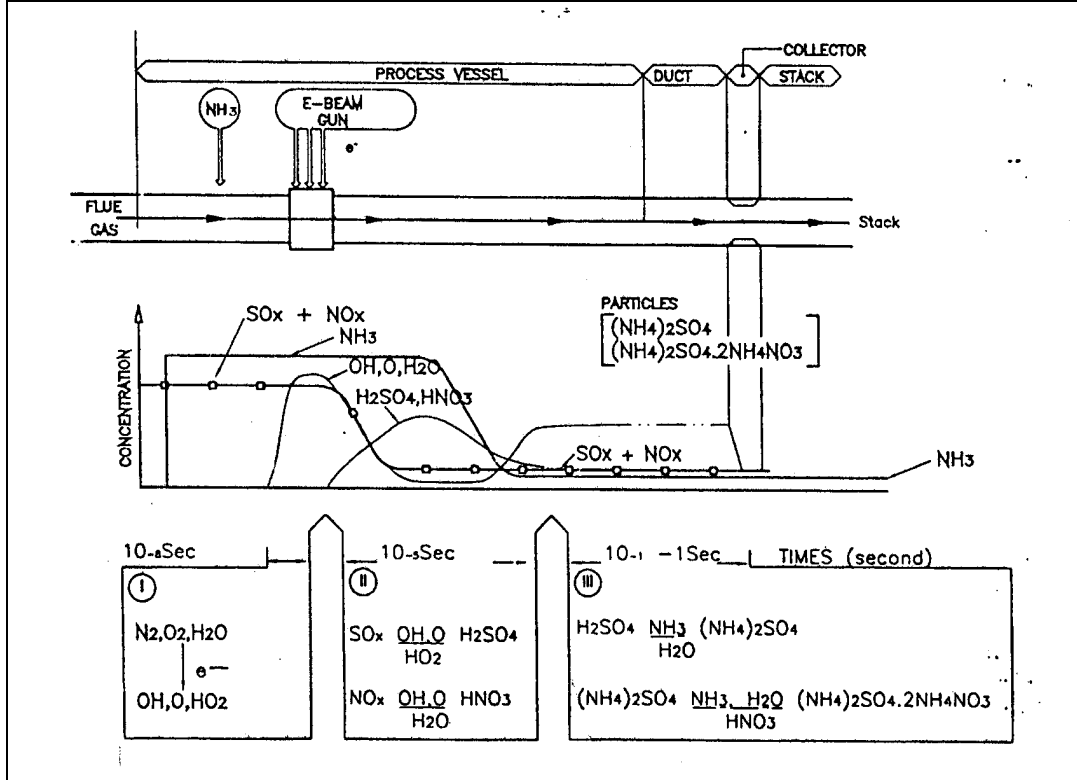 COLLECTOR
PROCESS VESSEL
DUCT
STACK
NH3
E-BEAM
GUN
e-
FLUE
GAS
Stack
CONCENTRATION
SOx + NOx
NH3
OH,O,H2O
H2SO4,HNO3
PARTICLES
(NH4)2SO4
(NH4)2SO4.2NH4NO3
SOx + NOx
NH3
10-8Sec
10-5Sec
10-1 -1Sec
TIMES (second)
I
N2,O2,H2O
e-
OH,O,HO2
II
SOx OH,O H2SO4
HO2
NOx OH,O HNO3
H2O
III
H2SO4 NH3 (NH4)2SO4
H2O
(NH4)2SO4 NH3, H2O (NH4)2SO4.2NH4NO3
HNO3